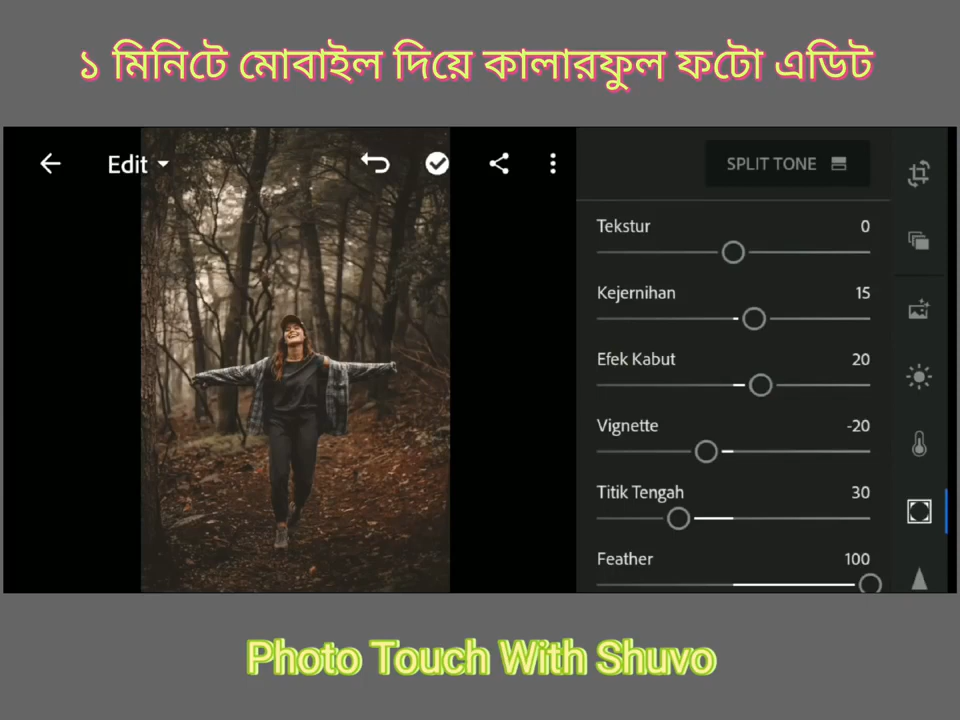 ১ মিনিটে মোবাইল দিয়ে কালারফুল ফটো এডিট
Edit
SPLIT TONE
Tekstur 0
Kejernihan 15
Efek Kabut 20
Vignette -20
Titik Tengah 30
Feather 100
Photo Touch With Shuvo